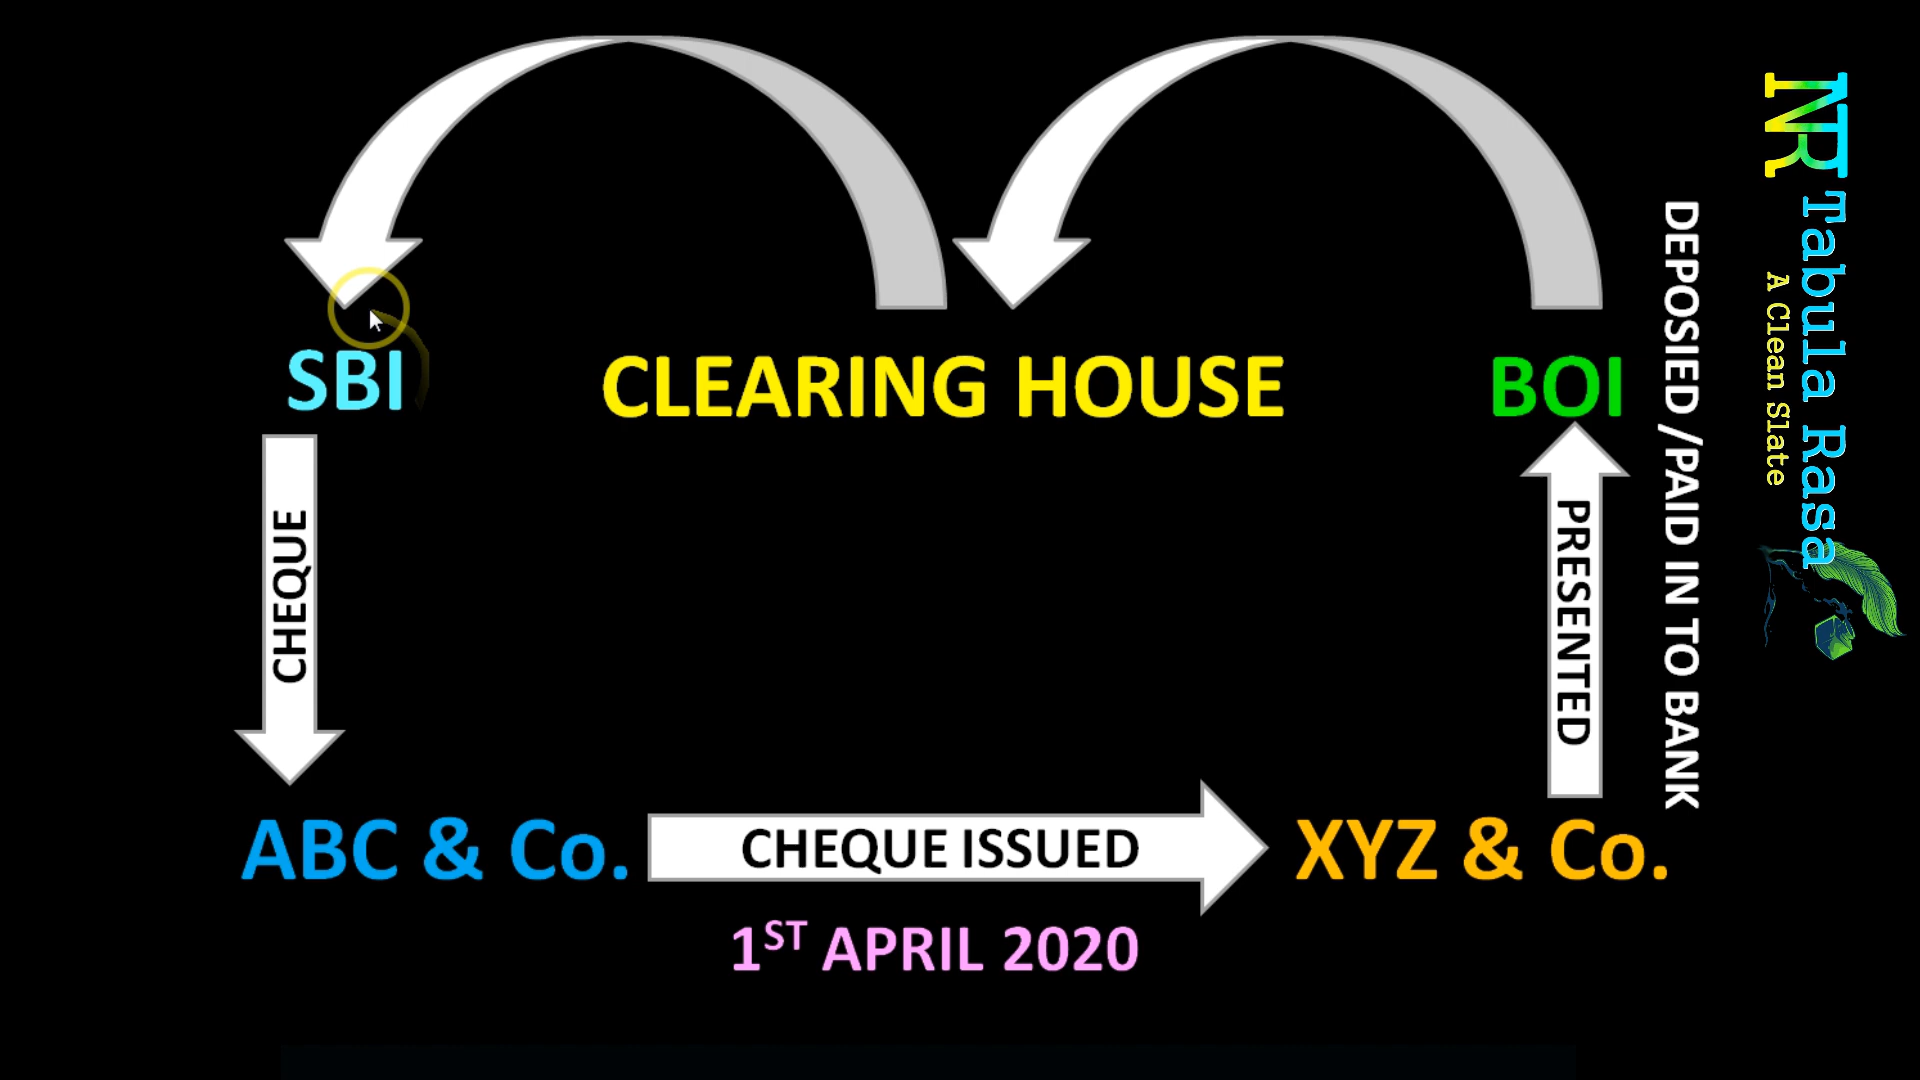 SBI
CLEARING HOUSE
BOI
CHEQUE
PRESENTED
DEPOSIED /PAID IN TO BANK
ABC & Co.
CHEQUE ISSUED
XYZ & Co.
1ST APRIL 2020
NTR
Tabula Rasa
A Clean Slate